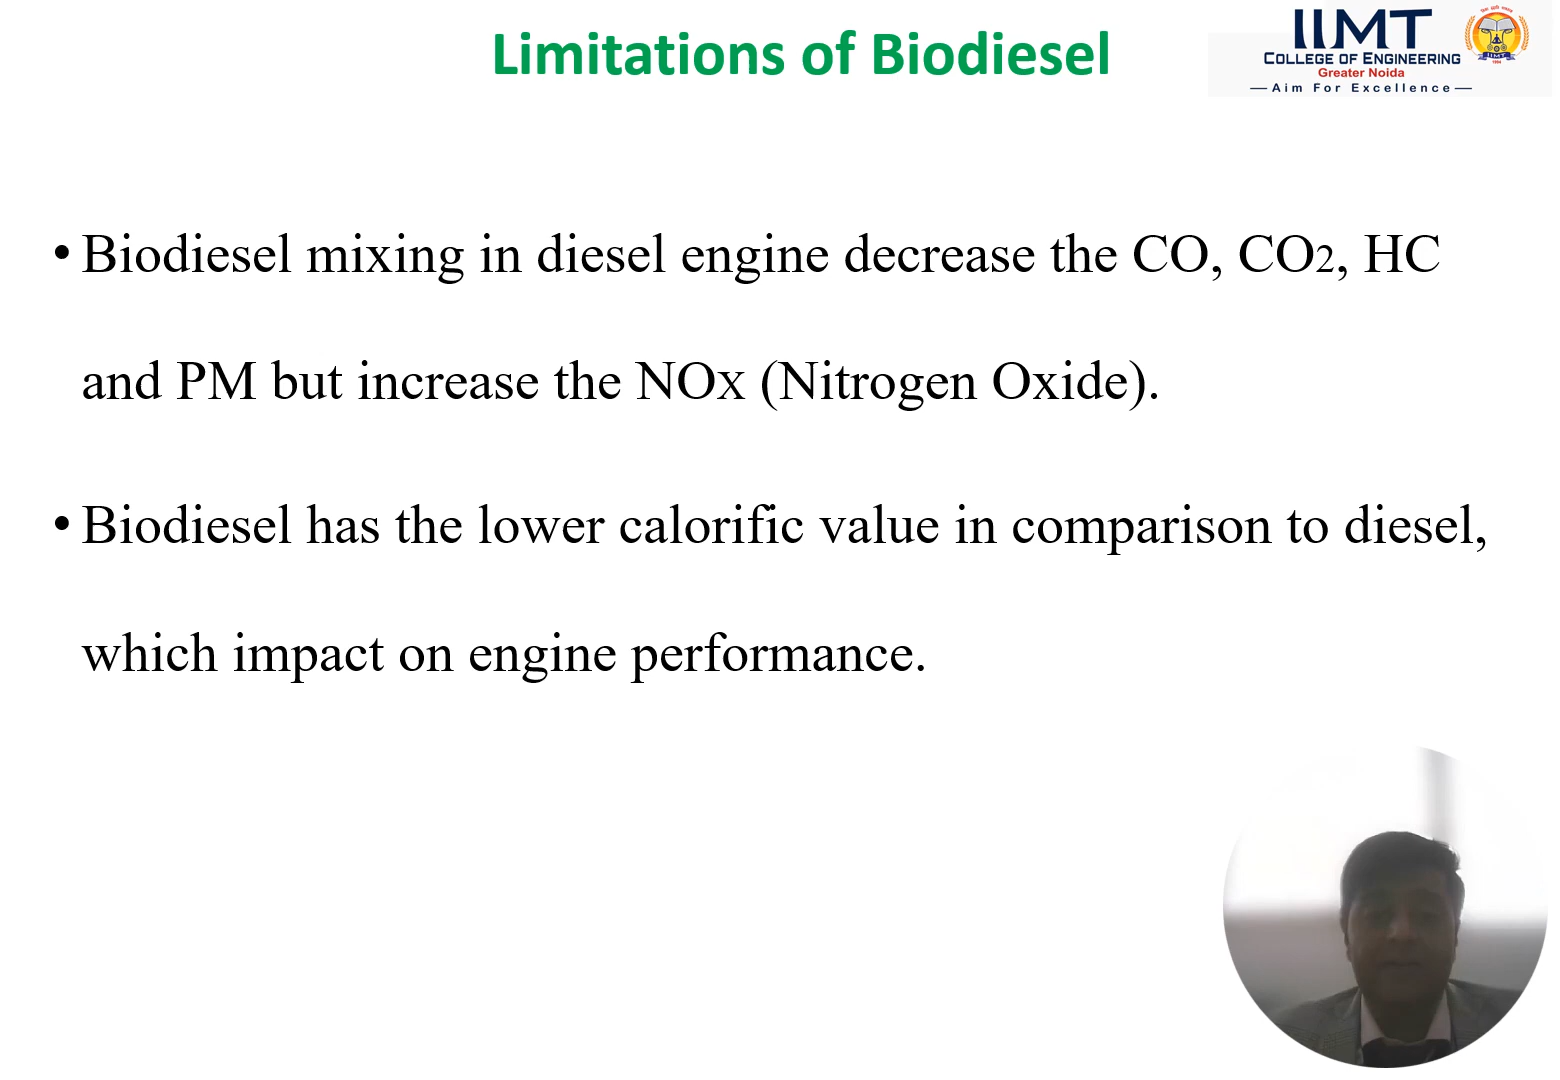 Limitations of Biodiesel
IIMT
COLLEGE OF ENGINEERING
Greater Noida
Aim For Excellence
• Biodiesel mixing in diesel engine decrease the CO, CO2, HC
and PM but increase the NOX (Nitrogen Oxide).
• Biodiesel has the lower calorific value in comparison to diesel,
which impact on engine performance.